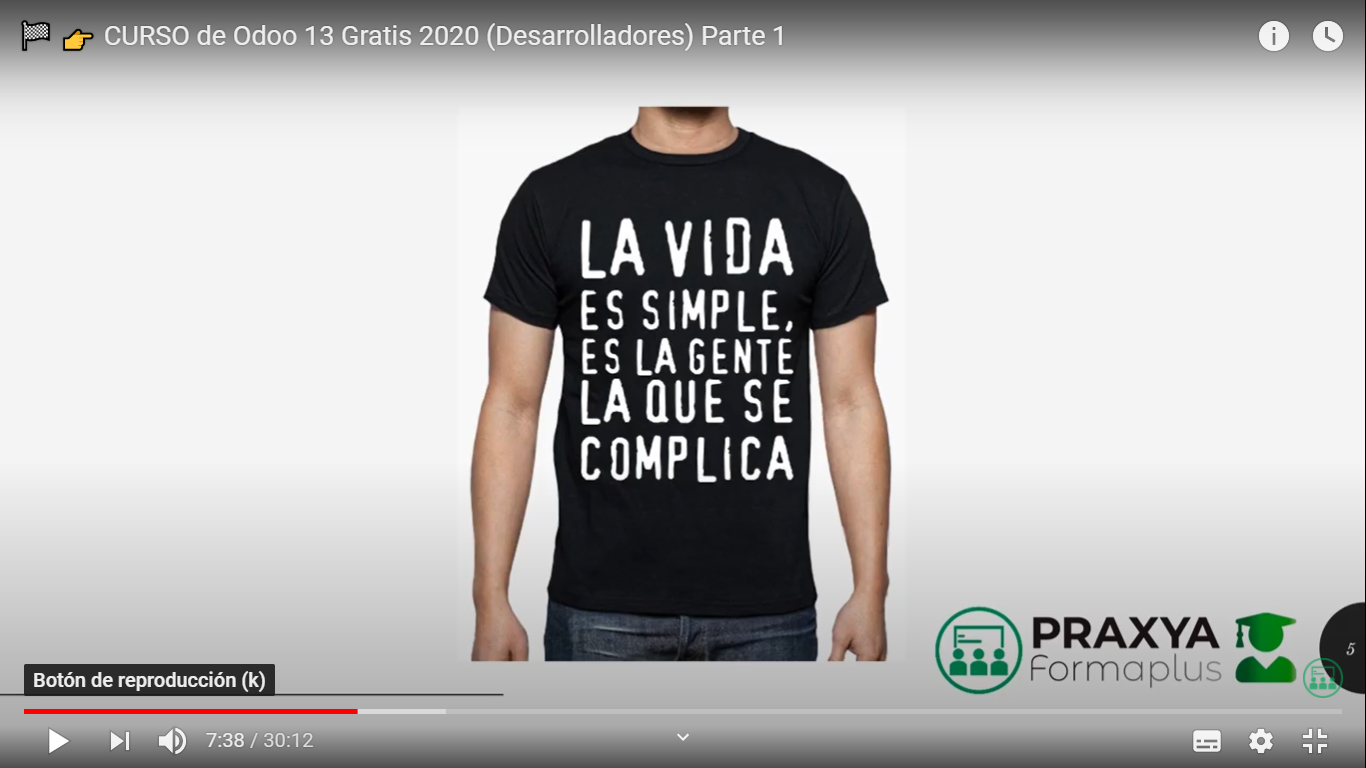 CURSO de Odoo 13 Gratis 2020 (Desarrolladores) Parte 1
LA VIDA
ES SIMPLE,
ES LA GENTE
LA QUE SE
COMPLICA
PRAXYA
Formaplus
5
Botón de reproducción (k)
7:38 / 30:12